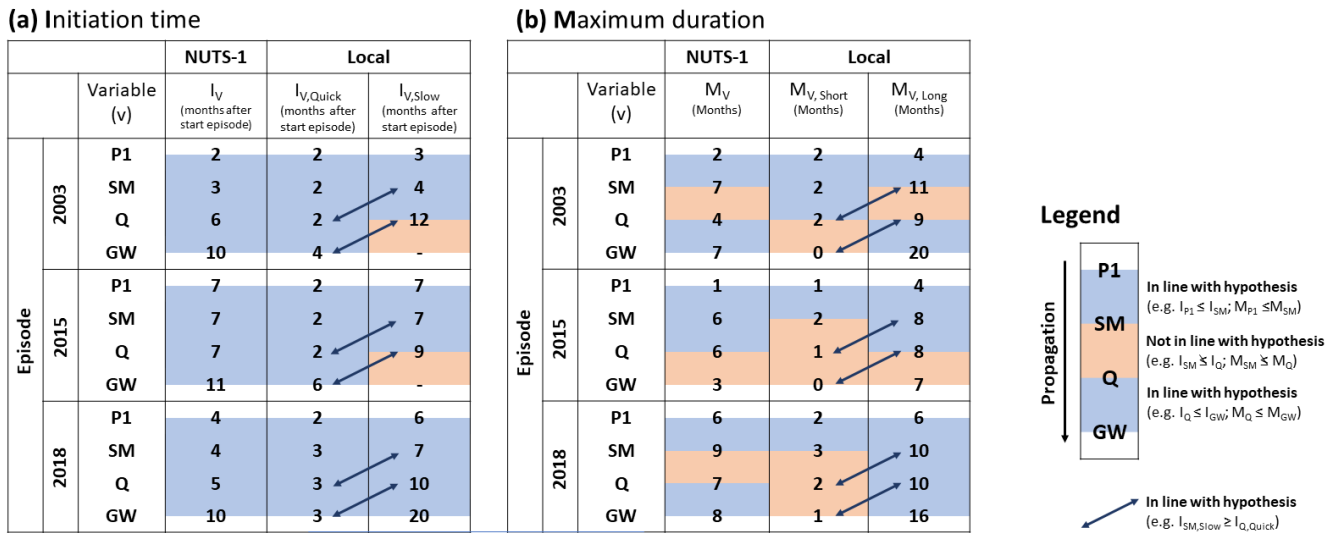 (a) Initiation time
NUTS-1 Local
Variable (v) I_V (months after start episode) I_V,Quick (months after start episode) I_V,Slow (months after start episode)
Episode
2003
P1 2 2 3
SM 3 2 4
Q 6 2 12
GW 10 4 -
2015
P1 7 2 7
SM 7 2 7
Q 7 2 9
GW 11 6 -
2018
P1 4 2 6
SM 4 3 7
Q 5 3 10
GW 10 3 20
(b) Maximum duration
NUTS-1 Local
Variable (v) M_V (Months) M_V, Short (Months) M_V, Long (Months)
Episode
2003
P1 2 2 4
SM 7 2 11
Q 4 2 9
GW 7 0 20
2015
P1 1 1 4
SM 6 2 8
Q 6 1 8
GW 3 0 7
2018
P1 6 2 6
SM 9 3 10
Q 7 2 10
GW 8 1 16
Legend
Propagation
P1
SM
Q
GW
In line with hypothesis
(e.g. I_P1 ≤ I_SM; M_P1 ≤M_SM)
Not in line with hypothesis
(e.g. I_SM ≰ I_Q; M_SM ≰ M_Q)
In line with hypothesis
(e.g. I_Q ≤ I_GW; M_Q ≤ M_GW)
In line with hypothesis
(e.g. I_SM,Slow ≥ I_Q,Quick)